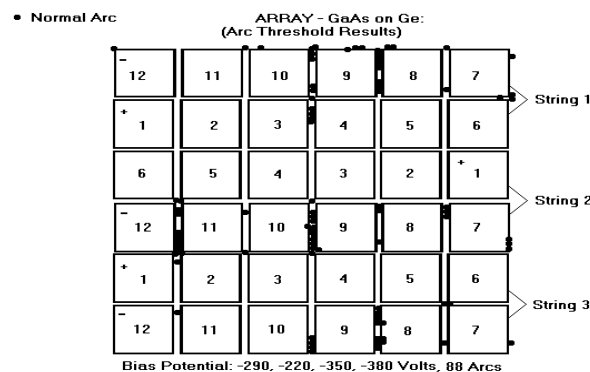 • Normal Arc
ARRAY - GaAs on Ge:
(Arc Threshold Results)
- 12 11 10 9 8 7
String 1
+ 1 2 3 4 5 6
6 5 4 3 2 + 1
String 2
- 12 11 10 9 8 7
+ 1 2 3 4 5 6
String 3
- 12 11 10 9 8 7
Bias Potential: -290, -220, -350, -380 Volts, 88 Arcs